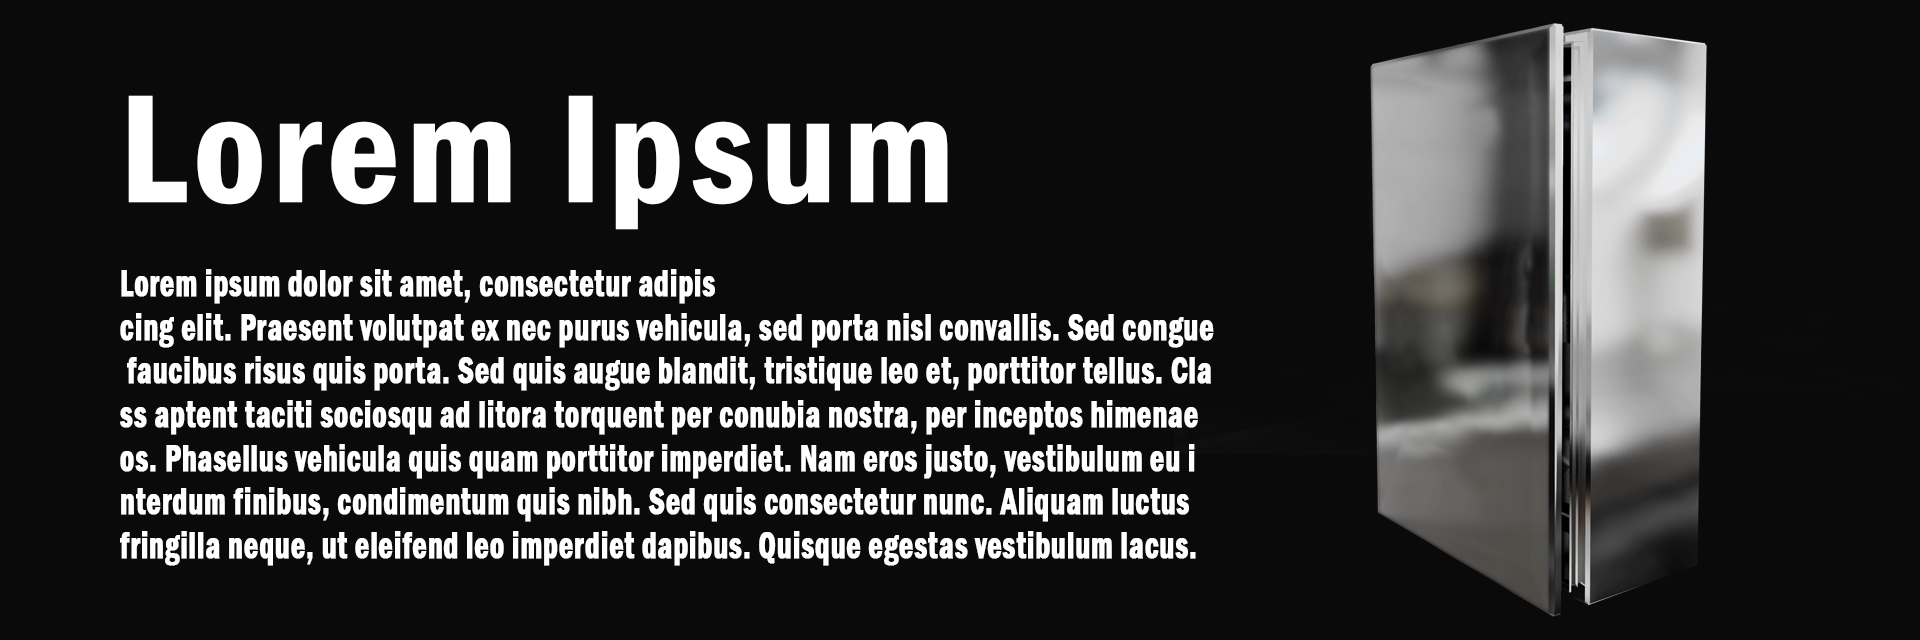 Lorem Ipsum
Lorem ipsum dolor sit amet, consectetur adipis
cing elit. Praesent volutpat ex nec purus vehicula, sed porta nisl convallis. Sed congue
faucibus risus quis porta. Sed quis augue blandit, tristique leo et, porttitor tellus. Cla
ss aptent taciti sociosqu ad litora torquent per conubia nostra, per inceptos himenae
os. Phasellus vehicula quis quam porttitor imperdiet. Nam eros justo, vestibulum eu i
nterdum finibus, condimentum quis nibh. Sed quis consectetur nunc. Aliquam luctus
fringilla neque, ut eleifend leo imperdiet dapibus. Quisque egestas vestibulum lacus.